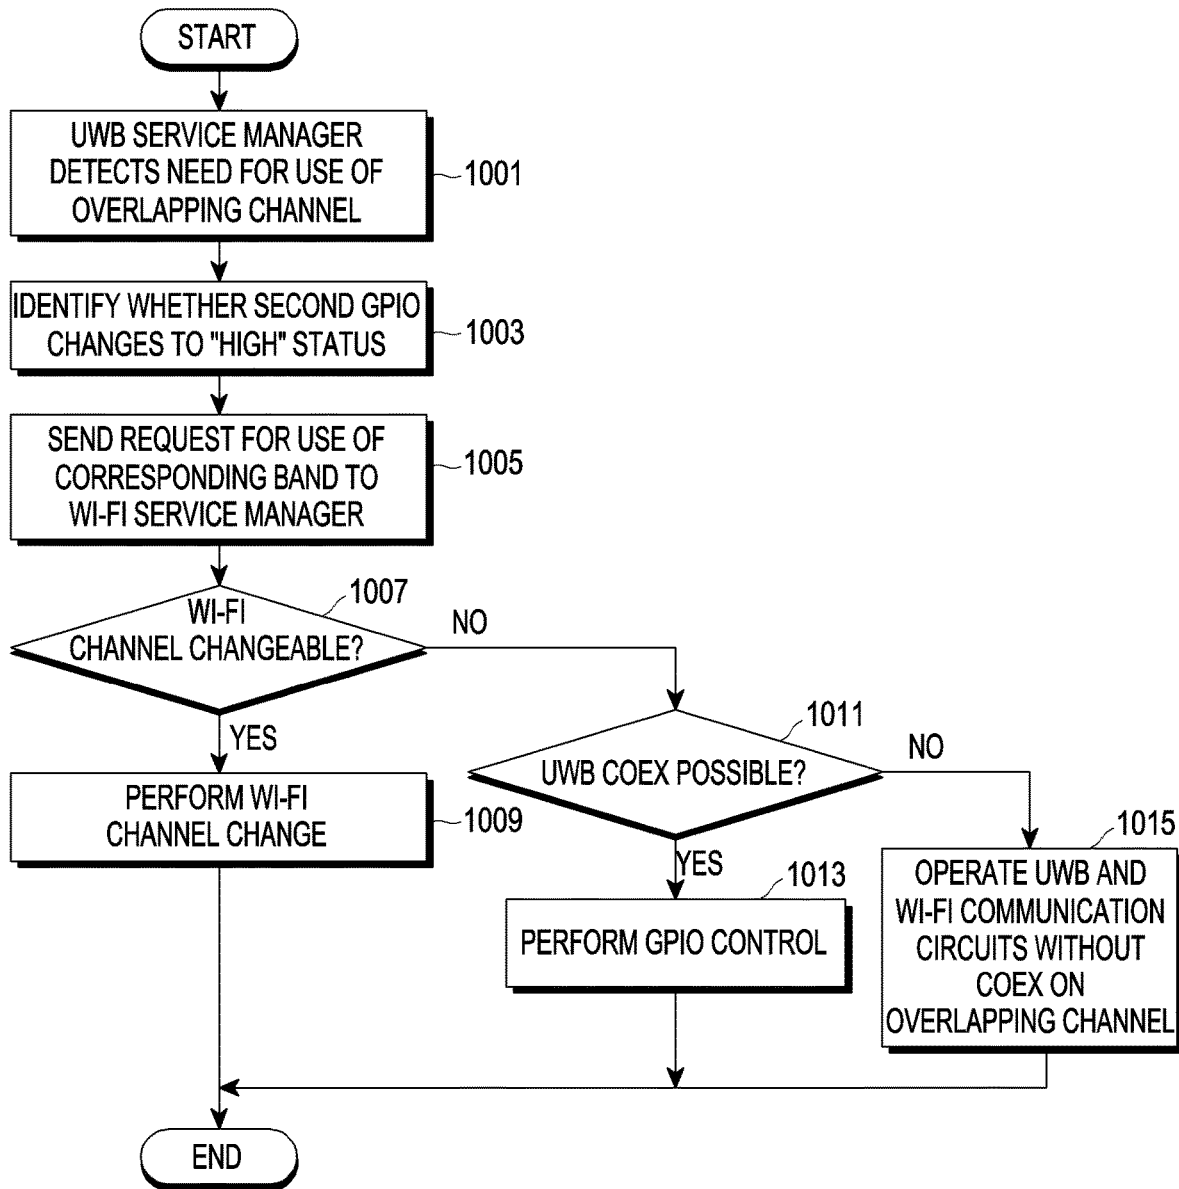 START
UWB SERVICE MANAGER
DETECTS NEED FOR USE OF
OVERLAPPING CHANNEL
1001
IDENTIFY WHETHER SECOND GPIO
CHANGES TO "HIGH" STATUS
1003
SEND REQUEST FOR USE OF
CORRESPONDING BAND TO
WI-FI SERVICE MANAGER
1005
WI-FI
CHANNEL CHANGEABLE?
1007
NO
YES
PERFORM WI-FI
CHANNEL CHANGE
1009
UWB COEX POSSIBLE?
1011
NO
YES
PERFORM GPIO CONTROL
1013
OPERATE UWB AND
WI-FI COMMUNICATION
CIRCUITS WITHOUT
COEX ON
OVERLAPPING CHANNEL
1015
END